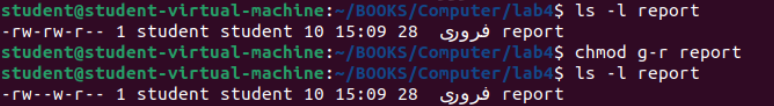 student@student-virtual-machine:~/BOOKS/Computer/lab4$ ls -l report
-rw-rw-r-- 1 student student 10 15:09 28 فروری report
student@student-virtual-machine:~/BOOKS/Computer/lab4$ chmod g-r report
student@student-virtual-machine:~/BOOKS/Computer/lab4$ ls -l report
-rw--w-r-- 1 student student 10 15:09 28 فروری report